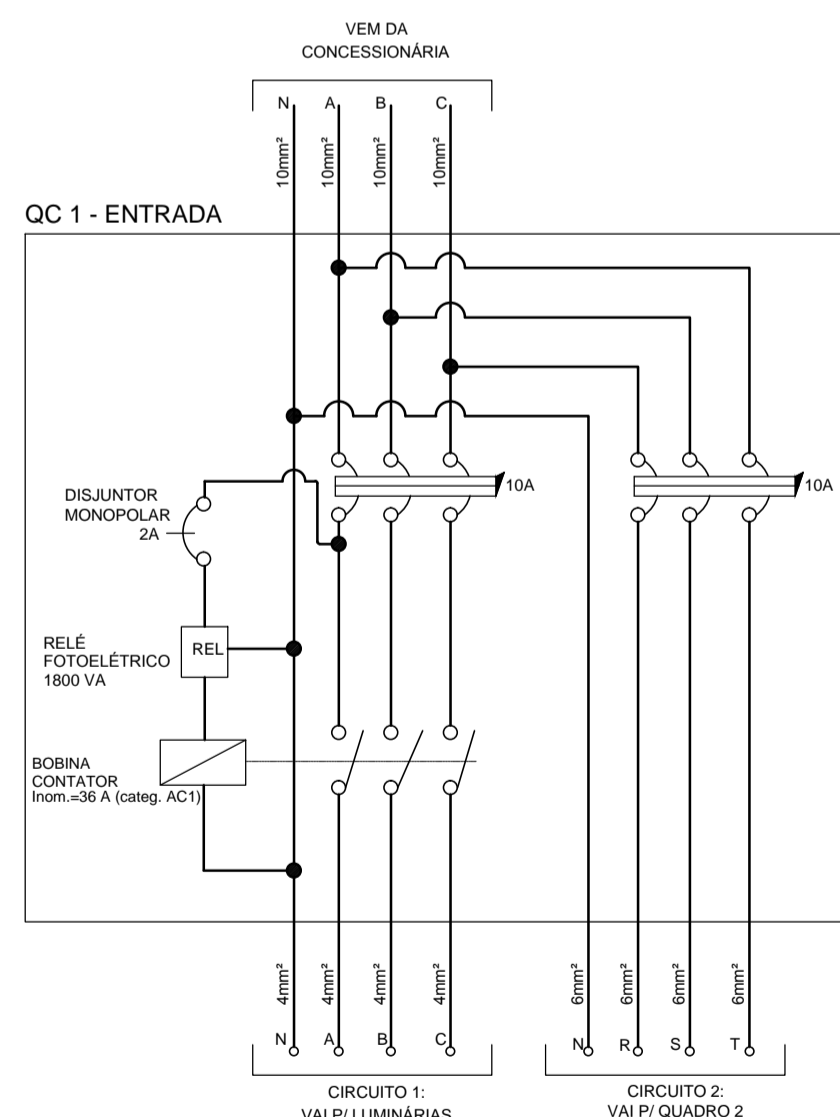 VEM DA
CONCESSIONÁRIA
N A B C
10mm² 10mm² 10mm² 10mm²
QC 1 - ENTRADA
10A
10A
DISJUNTOR
MONOPOLAR
2A
RELÉ
FOTOELÉTRICO
1800 VA
REL
BOBINA
CONTATOR
Inom.=36 A (categ. AC1)
4mm² 4mm² 4mm² 4mm² 6mm² 6mm² 6mm² 6mm²
N A B C N R S T
CIRCUITO 1:
VAI P/ LUMINÁRIAS
CIRCUITO 2:
VAI P/ QUADRO 2